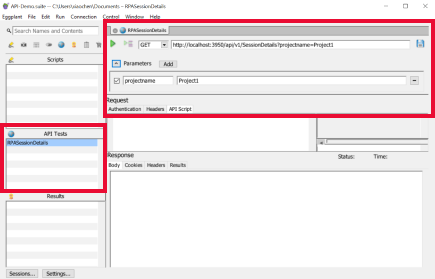 API-Demo.suite -- C:\Users\xiaochen\Documents - RPASessionDetails
Eggplant File Edit Run Connection Control Window Help
Search Names and Contents
RPASessionDetails
GET
http://localhost:3950/api/v1/SessionDetails?projectname=Project1
Scripts
Parameters
Add
projectname
Project1
Request
Authentication Headers API Script
API Tests
RPASessionDetails
Response
Status:
Time:
Body Cookies Headers Results
Results
Sessions...
Settings...